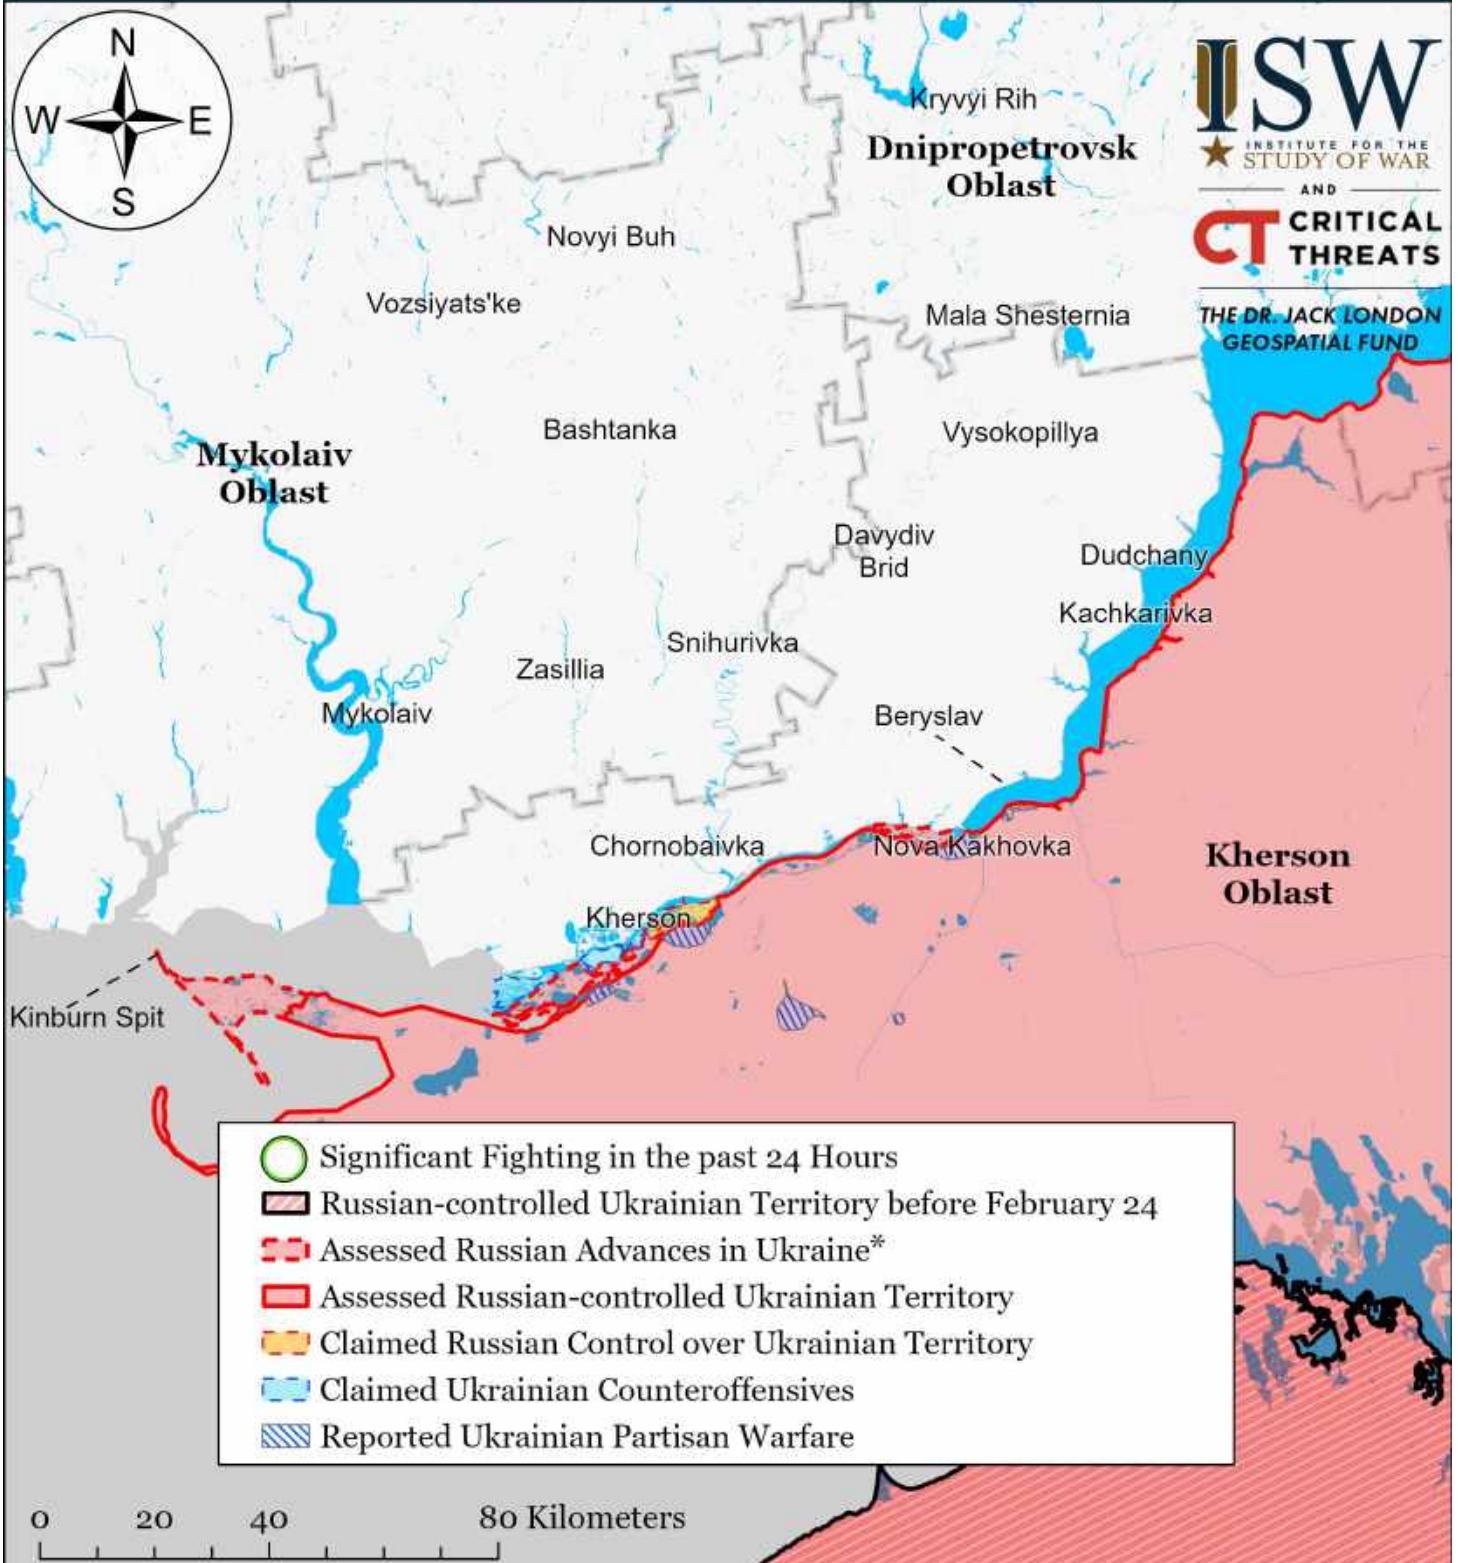 N
W E
S
ISW
INSTITUTE FOR THE
STUDY OF WAR
AND
CT CRITICAL
THREATS
THE DR. JACK LONDON
GEOSPATIAL FUND
Kryvyi Rih
Dnipropetrovsk
Oblast
Novyi Buh
Vozsiyats'ke
Mala Shesternia
Bashtanka
Vysokopillya
Mykolaiv
Oblast
Davydiv
Brid
Dudchany
Kachkarivka
Snihurivka
Zasillia
Mykolaiv
Beryslav
Chornobaivka
Nova Kakhovka
Kherson
Oblast
Kherson
Kinburn Spit
Significant Fighting in the past 24 Hours
Russian-controlled Ukrainian Territory before February 24
Assessed Russian Advances in Ukraine*
Assessed Russian-controlled Ukrainian Territory
Claimed Russian Control over Ukrainian Territory
Claimed Ukrainian Counteroffensives
Reported Ukrainian Partisan Warfare
0 20 40 80 Kilometers